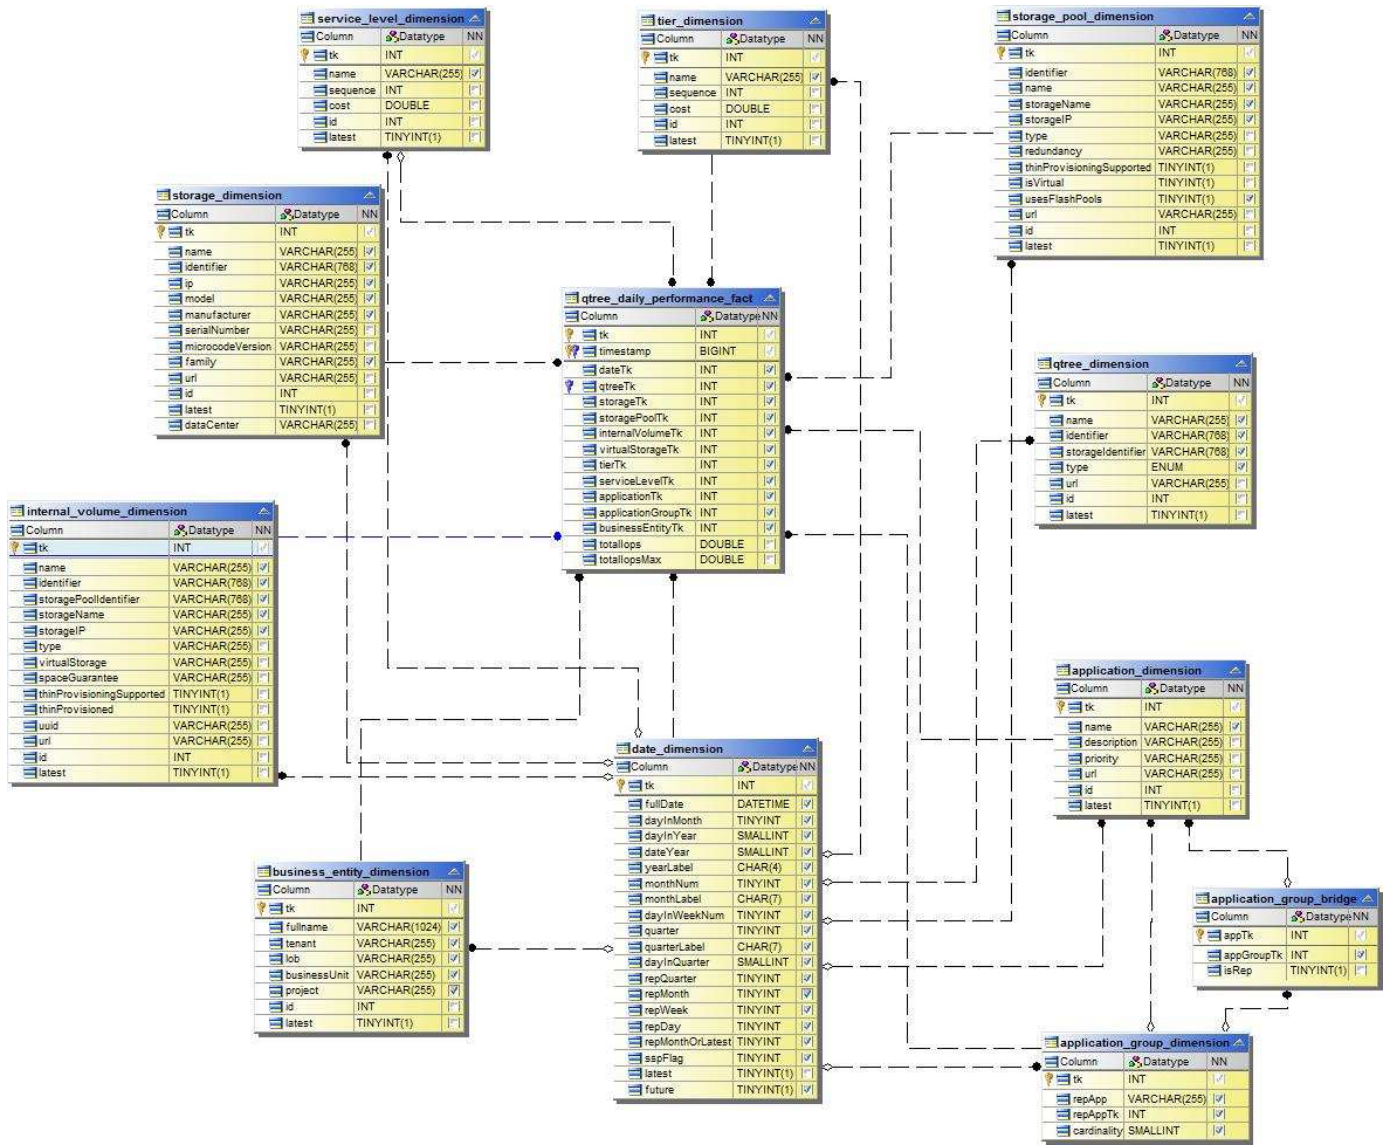 service_level_dimension
Column Datatype NN
tk INT
name VARCHAR(255)
sequence INT
cost DOUBLE
id INT
latest TINYINT(1)
tier_dimension
Column Datatype NN
tk INT
name VARCHAR(255)
sequence INT
cost DOUBLE
id INT
latest TINYINT(1)
storage_pool_dimension
Column Datatype NN
tk INT
identifier VARCHAR(768)
name VARCHAR(255)
storageName VARCHAR(255)
storageIP VARCHAR(255)
type VARCHAR(255)
redundancy VARCHAR(255)
thinProvisioningSupported TINYINT(1)
isVirtual TINYINT(1)
usesFlashPools TINYINT(1)
url VARCHAR(255)
id INT
latest TINYINT(1)
storage_dimension
Column Datatype NN
tk INT
name VARCHAR(255)
identifier VARCHAR(768)
ip VARCHAR(255)
model VARCHAR(255)
manufacturer VARCHAR(255)
serialNumber VARCHAR(255)
microcodeVersion VARCHAR(255)
family VARCHAR(255)
url VARCHAR(255)
id INT
latest TINYINT(1)
dataCenter VARCHAR(255)
qtree_daily_performance_fact
Column Datatype NN
tk INT
timestamp BIGINT
dateTk INT
qtreeTk INT
storageTk INT
storagePoolTk INT
internalVolumeTk INT
virtualStorageTk INT
tierTk INT
serviceLevelTk INT
applicationTk INT
applicationGroupTk INT
businessEntityTk INT
totalIops DOUBLE
totalIopsMax DOUBLE
qtree_dimension
Column Datatype NN
tk INT
name VARCHAR(255)
identifier VARCHAR(768)
storageIdentifier VARCHAR(768)
type ENUM
url VARCHAR(255)
id INT
latest TINYINT(1)
internal_volume_dimension
Column Datatype NN
tk INT
name VARCHAR(255)
identifier VARCHAR(768)
storagePoolIdentifier VARCHAR(768)
storageName VARCHAR(255)
storageIP VARCHAR(255)
type VARCHAR(255)
virtualStorage VARCHAR(255)
spaceGuarantee VARCHAR(255)
thinProvisioningSupported TINYINT(1)
thinProvisioned TINYINT(1)
uuid VARCHAR(255)
url VARCHAR(255)
id INT
latest TINYINT(1)
application_dimension
Column Datatype NN
tk INT
name VARCHAR(255)
description VARCHAR(255)
priority VARCHAR(255)
url VARCHAR(255)
id INT
latest TINYINT(1)
date_dimension
Column Datatype NN
tk INT
fullDate DATETIME
dayInMonth TINYINT
dayInYear SMALLINT
dateYear SMALLINT
yearLabel CHAR(4)
monthNum TINYINT
monthLabel CHAR(7)
dayInWeekNum TINYINT
quarter TINYINT
quarterLabel CHAR(7)
dayInQuarter SMALLINT
repQuarter TINYINT
repMonth TINYINT
repWeek TINYINT
repDay TINYINT
repMonthOrLatest TINYINT
sspFlag TINYINT
latest TINYINT(1)
future TINYINT(1)
business_entity_dimension
Column Datatype NN
tk INT
fullname VARCHAR(1024)
tenant VARCHAR(255)
lob VARCHAR(255)
businessUnit VARCHAR(255)
project VARCHAR(255)
id INT
latest TINYINT(1)
application_group_bridge
Column Datatype NN
appTk INT
appGroupTk INT
isRep TINYINT(1)
application_group_dimension
Column Datatype NN
tk INT
repApp VARCHAR(255)
repAppTk INT
cardinality SMALLINT